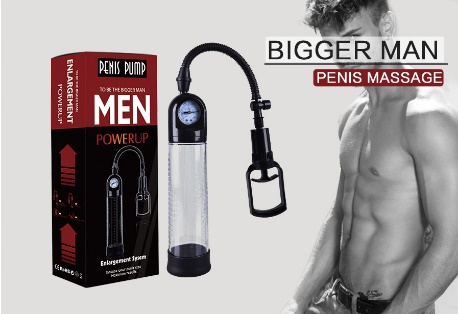 PENIS PUMP
TO BE THE BIGGER MAN
MEN
POWERUP
Enlargement System
ENLARGEMENT
POWERUP
BIGGER MAN
PENIS MASSAGE